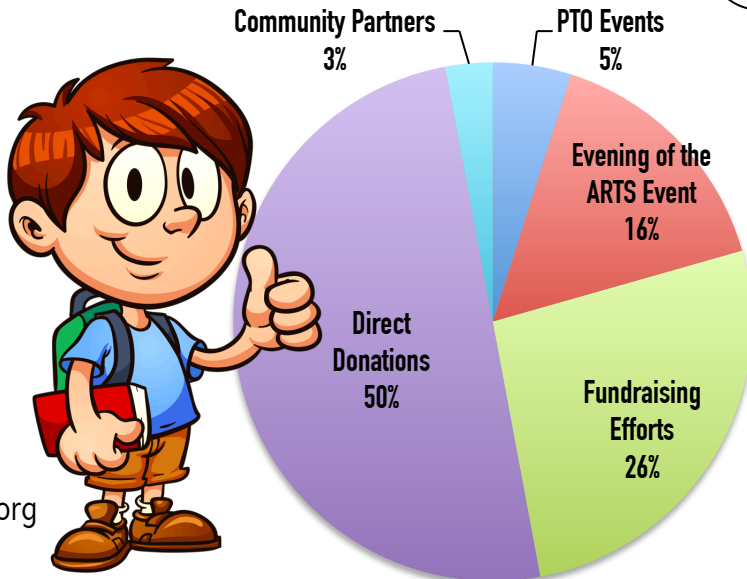 Community Partners
3%
PTO Events
5%
Evening of the
ARTS Event
16%
Direct
Donations
50%
Fundraising
Efforts
26%
org